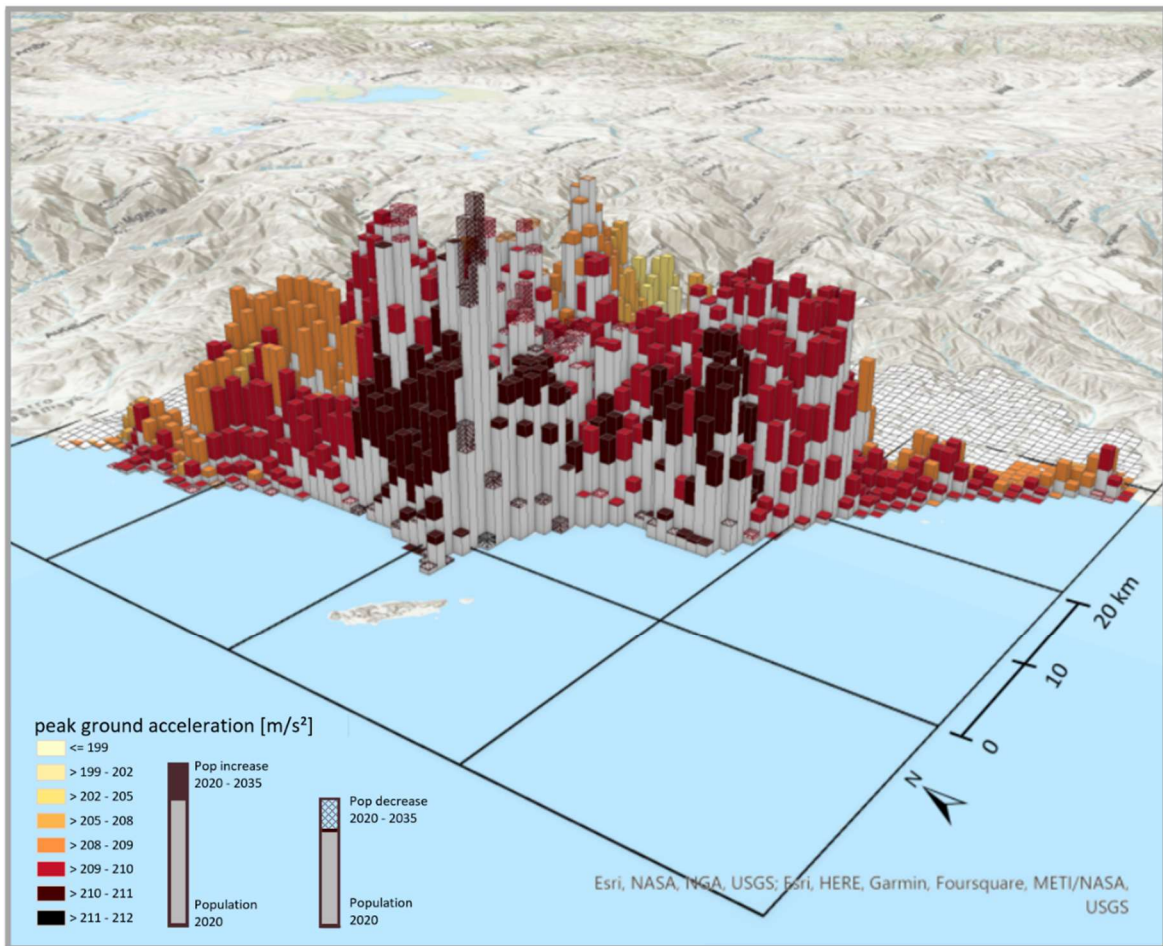 20 km
10
0
N
peak ground acceleration [m/s²]
<= 199
> 199 - 202
> 202 - 205
> 205 - 208
> 208 - 209
> 209 - 210
> 210 - 211
> 211 - 212
Pop increase
2020 - 2035
Population
2020
Pop decrease
2020 - 2035
Population
2020
Esri, NASA, NGA, USGS; Esri, HERE, Garmin, Foursquare, METI/NASA,
USGS